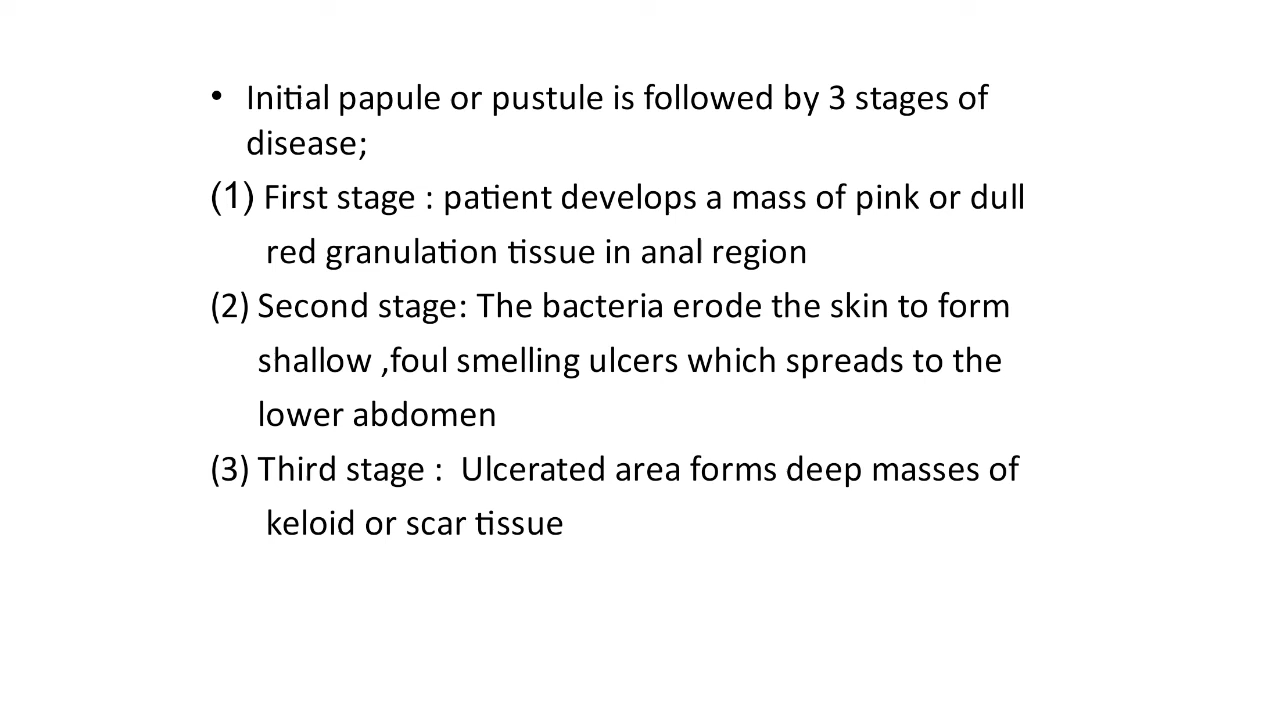 • Initial papule or pustule is followed by 3 stages of
disease;
(1) First stage : patient develops a mass of pink or dull
red granulation tissue in anal region
(2) Second stage: The bacteria erode the skin to form
shallow ,foul smelling ulcers which spreads to the
lower abdomen
(3) Third stage :  Ulcerated area forms deep masses of
keloid or scar tissue